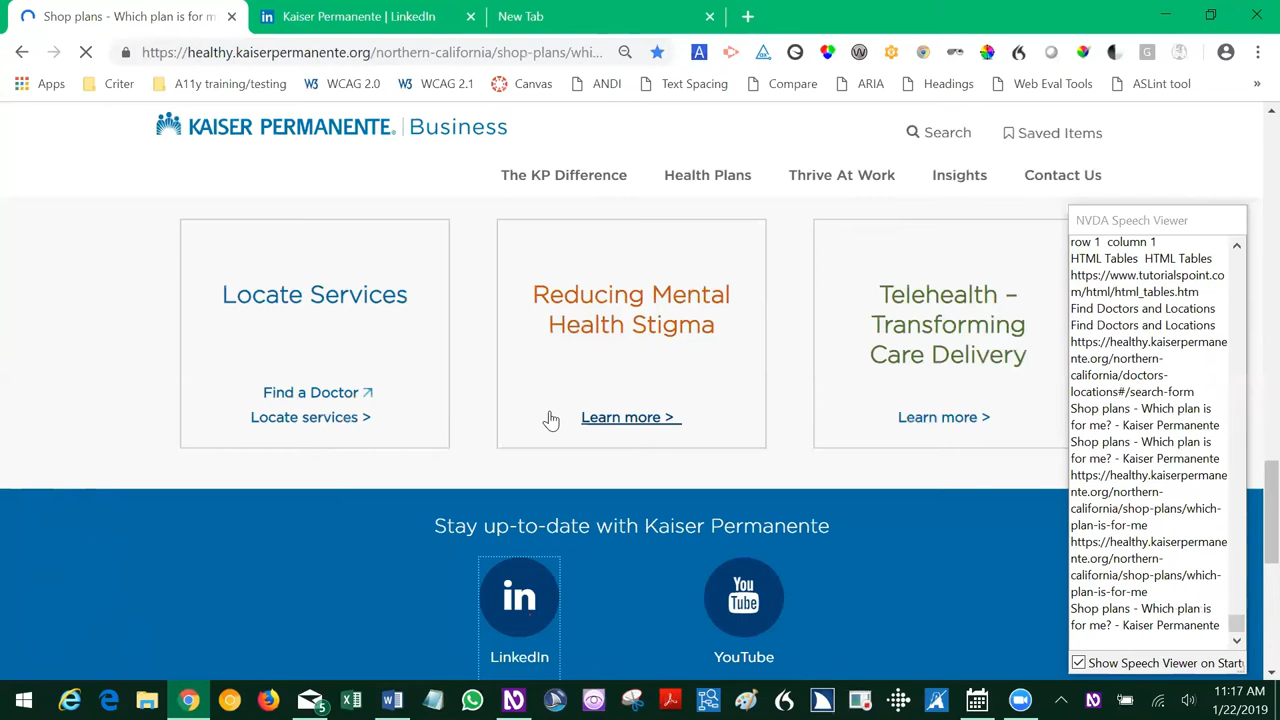 Shop plans - Which plan is for m
Kaiser Permanente | LinkedIn
New Tab
https://healthy.kaiserpermanente.org/northern-california/shop-plans/whi...
Apps
Criter
A11y training/testing
W3 WCAG 2.0
W3 WCAG 2.1
Canvas
ANDI
Text Spacing
Compare
ARIA
Headings
Web Eval Tools
ASLint tool
»
KAISER PERMANENTE® | Business
Search
Saved Items
The KP Difference
Health Plans
Thrive At Work
Insights
Contact Us
Locate Services
Find a Doctor
Locate services >
Reducing Mental
Health Stigma
Learn more >
Telehealth –
Transforming
Care Delivery
Learn more >
Stay up-to-date with Kaiser Permanente
in
LinkedIn
You
Tube
YouTube
NVDA Speech Viewer
row 1 column 1
HTML Tables HTML Tables
https://www.tutorialspoint.co
m/html/html_tables.htm
Find Doctors and Locations
Find Doctors and Locations
https://healthy.kaiserpermane
nte.org/northern-
california/doctors-
locations#/search-form
Shop plans - Which plan is
for me? - Kaiser Permanente
Shop plans - Which plan is
for me? - Kaiser Permanente
https://healthy.kaiserpermane
nte.org/northern-
california/shop-plans/which-
plan-is-for-me
https://healthy.kaiserpermane
nte.org/northern-
california/shop-plans/which-
plan-is-for-me
Shop plans - Which plan is
for me? - Kaiser Permanente
Show Speech Viewer on Start
5
11:17 AM
1/22/2019